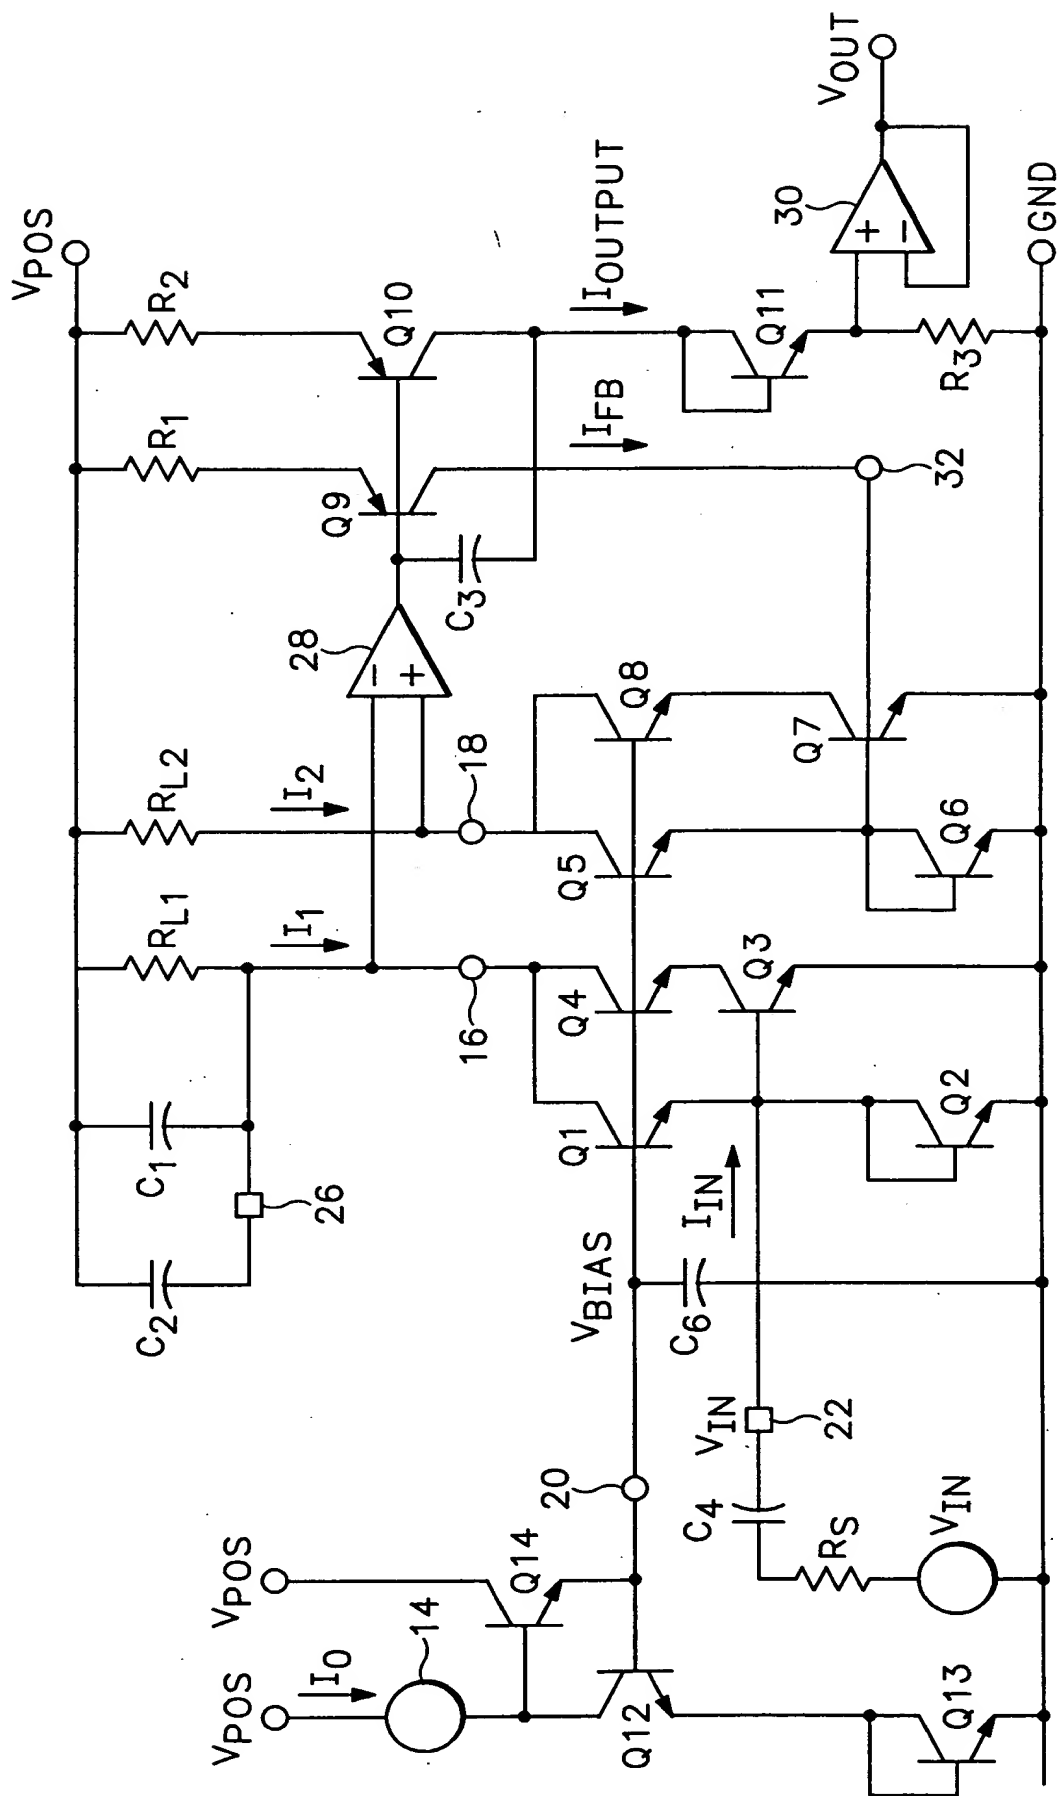 VPOS
R1
R2
RL1
RL2
C1
C2
26
I1
I2
28
−
+
Q9
Q10
C3
16
18
IFB
IOUTPUT
VPOS
VPOS
IO
14
Q14
Q12
Q13
20
VBIAS
C6
VIN
22
C4
RS
VIN
IIN
Q1
Q4
Q5
Q8
Q2
Q3
Q6
Q7
32
Q11
R3
30
+
−
VOUT
GND